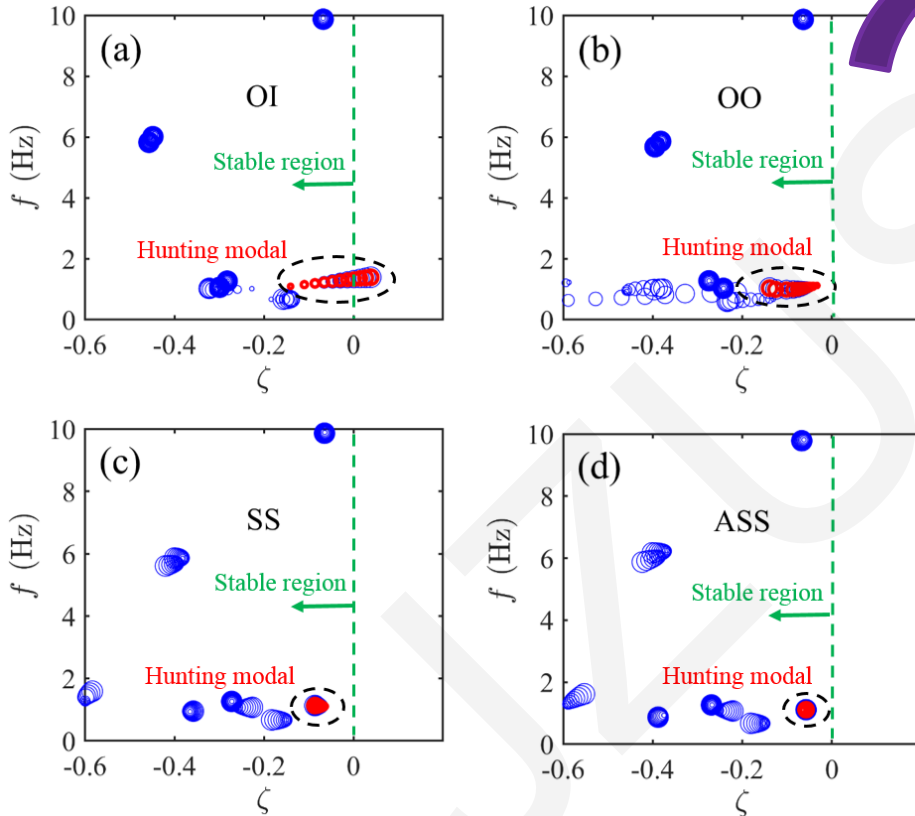 10
(a)
OI
8
f (Hz)
6
Stable region
4
Hunting modal
2
0
-0.6 -0.4 -0.2 0
ζ
10
(b)
OO
8
f (Hz)
6
Stable region
4
Hunting modal
2
0
-0.6 -0.4 -0.2 0
ζ
10
(c)
SS
8
f (Hz)
6
Stable region
4
Hunting modal
2
0
-0.6 -0.4 -0.2 0
ζ
10
(d)
ASS
8
f (Hz)
6
Stable region
4
Hunting modal
2
0
-0.6 -0.4 -0.2 0
ζ
JZUS